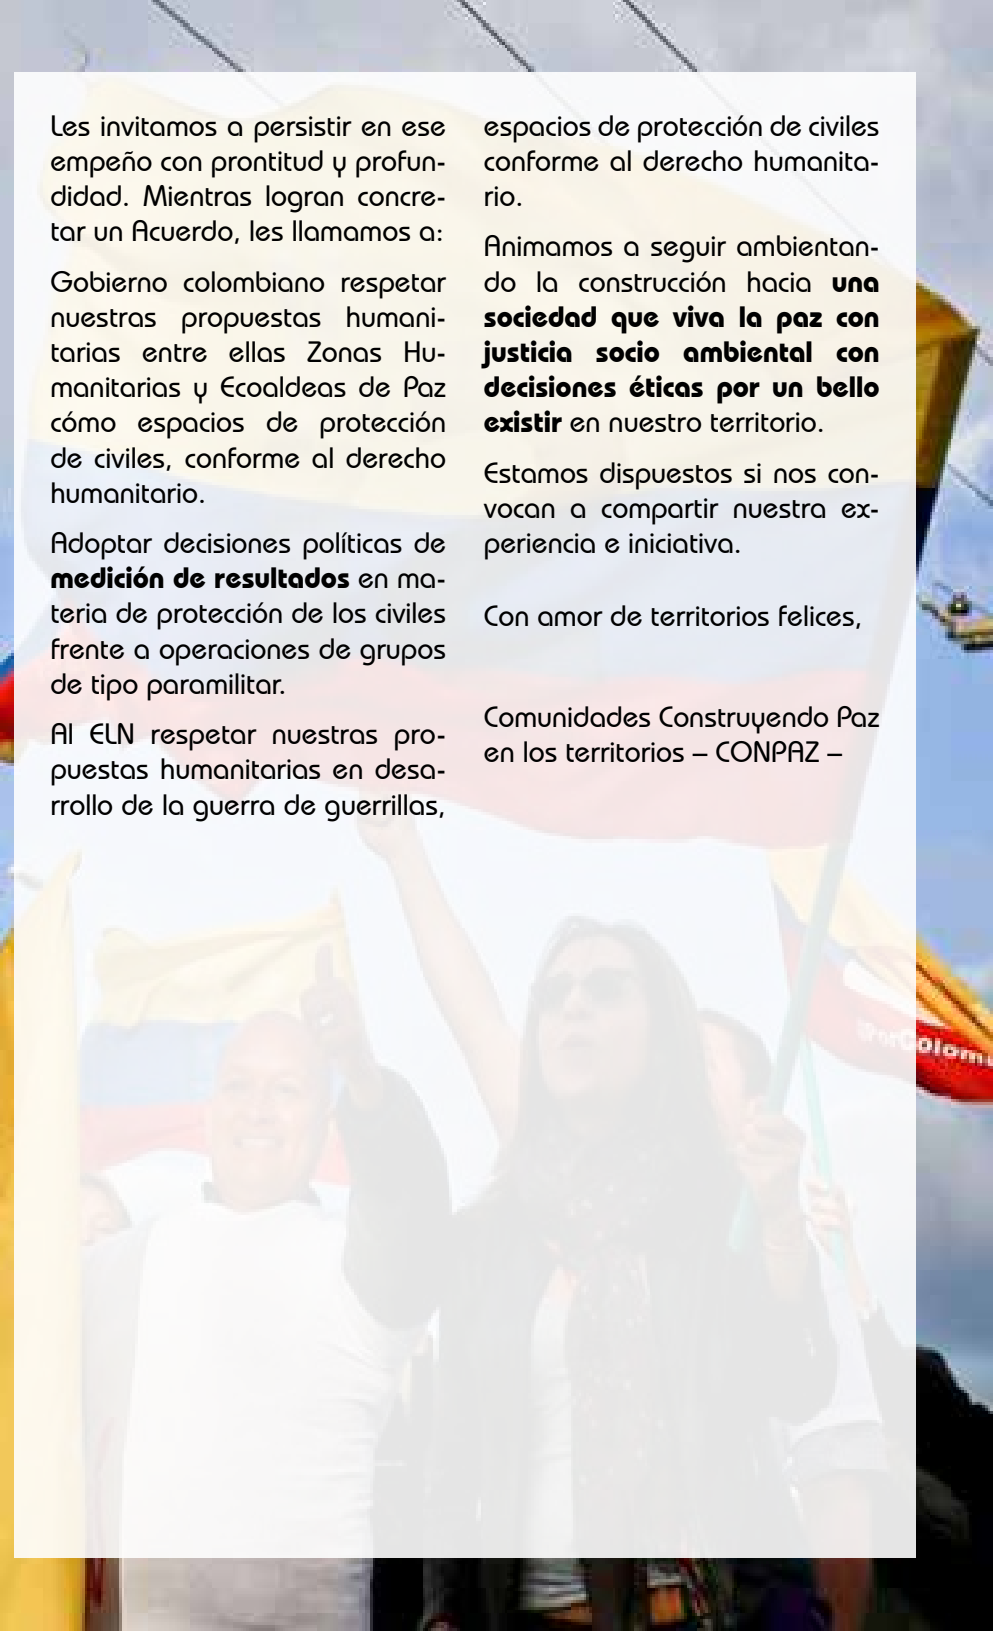 Les invitamos a persistir en ese
empeño con prontitud y profun-
didad. Mientras logran concre-
tar un Acuerdo, les llamamos a:
Gobierno colombiano respetar
nuestras propuestas humani-
tarias entre ellas Zonas Hu-
manitarias y Ecoaldeas de Paz
cómo espacios de protección
de civiles, conforme al derecho
humanitario.
Adoptar decisiones políticas de
medición de resultados en ma-
teria de protección de los civiles
frente a operaciones de grupos
de tipo paramilitar.
Al ELN respetar nuestras pro-
puestas humanitarias en desa-
rrollo de la guerra de guerrillas,
espacios de protección de civiles
conforme al derecho humanita-
rio.
Animamos a seguir ambientan-
do la construcción hacia una
sociedad que viva la paz con
justicia socio ambiental con
decisiones éticas por un bello
existir en nuestro territorio.
Estamos dispuestos si nos con-
vocan a compartir nuestra ex-
periencia e iniciativa.
Con amor de territorios felices,
Comunidades Construyendo Paz
en los territorios – CONPAZ –